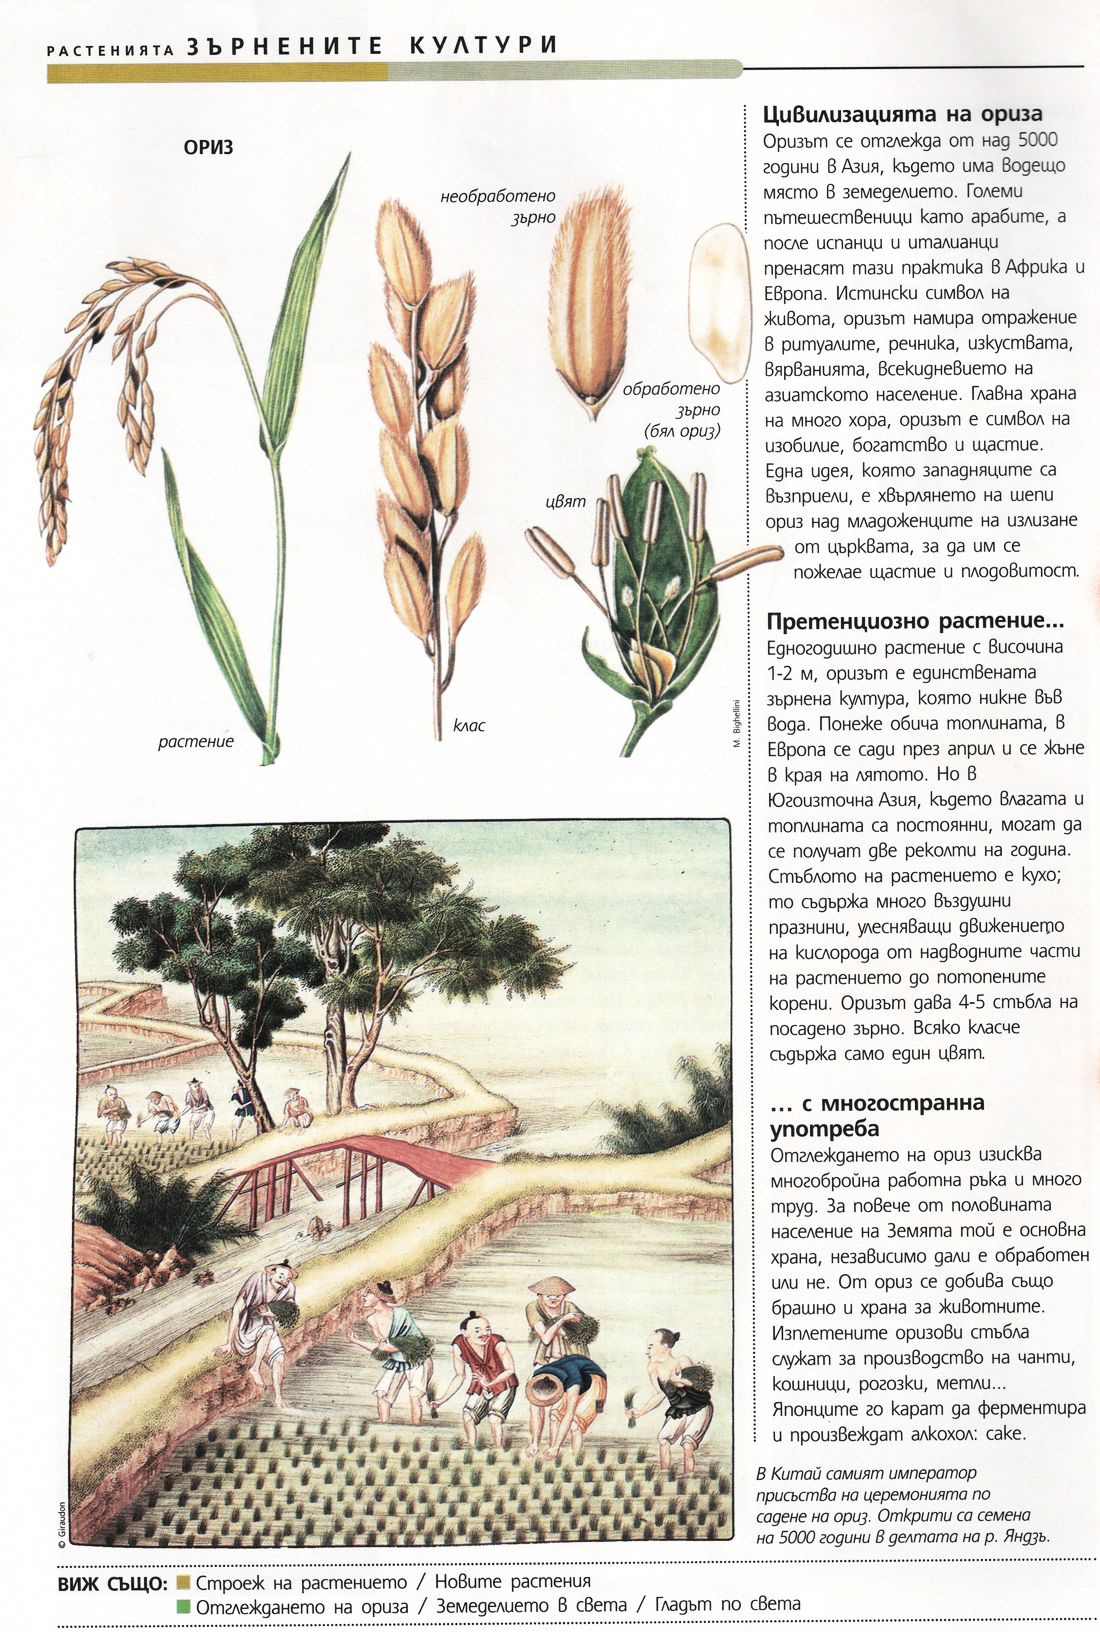 РАСТЕНИЯТА ЗЪРНЕНИТЕ КУЛТУРИ
ОРИЗ
необработено
зърно
обработено
зърно
(бял ориз)
цвят
клас
растение
M. Bighellini
Цивилизацията на ориза
Оризът се отглежда от над 5000
години в Азия, където има водещо
място в земеделието. Големи
пътешественици като арабите, а
после испанци и италианци
пренасят тази практика в Африка и
Европа. Истински символ на
живота, оризът намира отражение
в ритуалите, речника, изкуствата,
вярванията, всекидневието на
азиатското население. Главна храна
на много хора, оризът е символ на
изобилие, богатство и щастие.
Една идея, която западняците са
възприели, е хвърлянето на шепи
ориз над младоженците на излизане
от църквата, за да им се
пожелае щастие и плодовитост.
Претенциозно растение...
Едногодишно растение с височина
1-2 м, оризът е единствената
зърнена култура, която никне във
вода. Понеже обича топлината, в
Европа се сади през април и се жъне
в края на лятото. Но в
Югоизточна Азия, където влагата и
топлината са постоянни, могат да
се получат две реколти на година.
Стъблото на растението е кухо;
то съдържа много въздушни
празнини, улесняващи движението
на кислорода от надводните части
на растението до потопените
корени. Оризът дава 4-5 стъбла на
посадено зърно. Всяко класче
съдържа само един цвят.
... с многостранна
употреба
Отглеждането на ориз изисква
многобройна работна ръка и много
труд. За повече от половината
население на Земята той е основна
храна, независимо дали е обработен
или не. От ориз се добива също
брашно и храна за животните.
Изплетените оризови стъбла
служат за производство на чанти,
кошници, рогозки, метли...
Японците го карат да ферментира
и произвеждат алкохол: саке.
В Китай самият император
присъства на церемонията по
садене на ориз. Открити са семена
на 5000 години в делтата на р. Яндзъ.
© Giraudon
ВИЖ СЪЩО: Строеж на растението / Новите растения
Отглеждането на ориза / Земеделието в света / Гладът по света